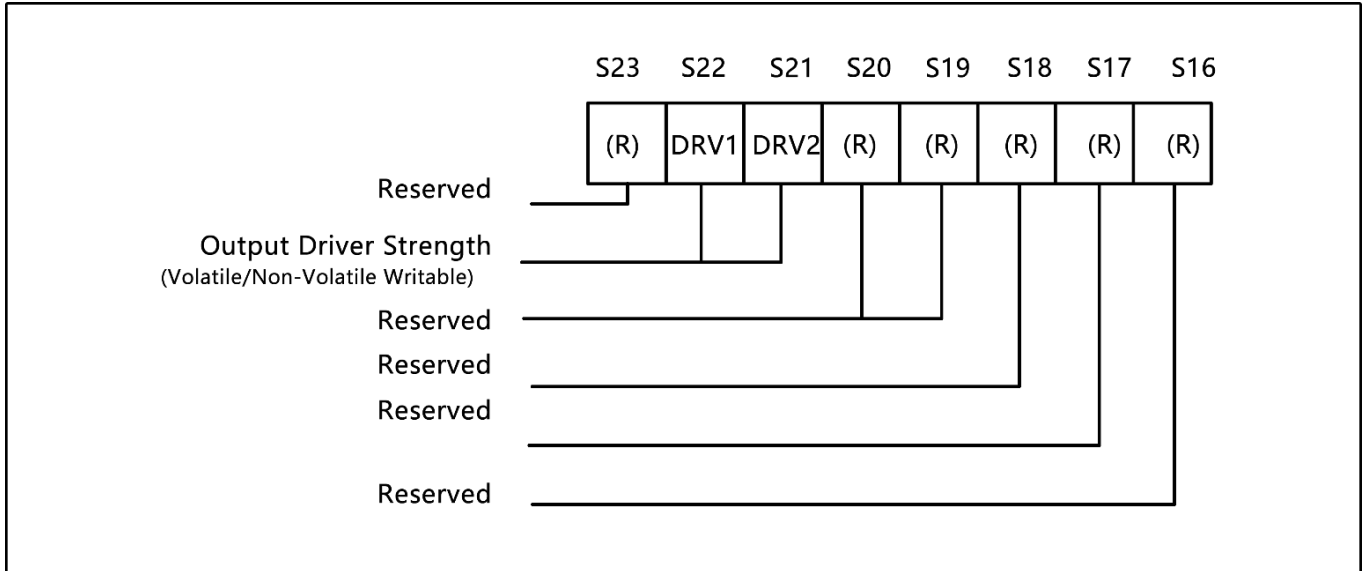 S23 S22 S21 S20 S19 S18 S17 S16
(R) DRV1 DRV2 (R) (R) (R) (R) (R)
Reserved
Output Driver Strength
(Volatile/Non-Volatile Writable)
Reserved
Reserved
Reserved
Reserved